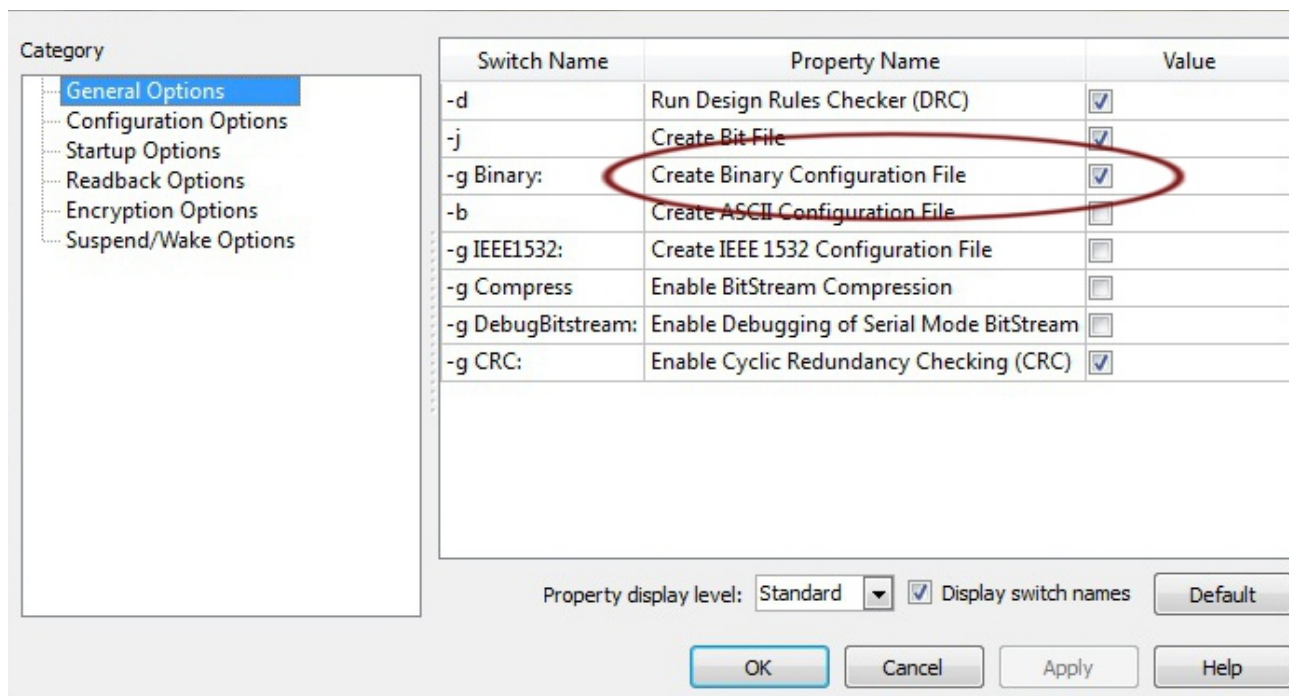 Category
General Options
Configuration Options
Startup Options
Readback Options
Encryption Options
Suspend/Wake Options
Switch Name Property Name Value
-d Run Design Rules Checker (DRC)
-j Create Bit File
-g Binary: Create Binary Configuration File
-b Create ASCII Configuration File
-g IEEE1532: Create IEEE 1532 Configuration File
-g Compress Enable BitStream Compression
-g DebugBitstream: Enable Debugging of Serial Mode BitStream
-g CRC: Enable Cyclic Redundancy Checking (CRC)
Property display level: Standard Display switch names Default
OK Cancel Apply Help